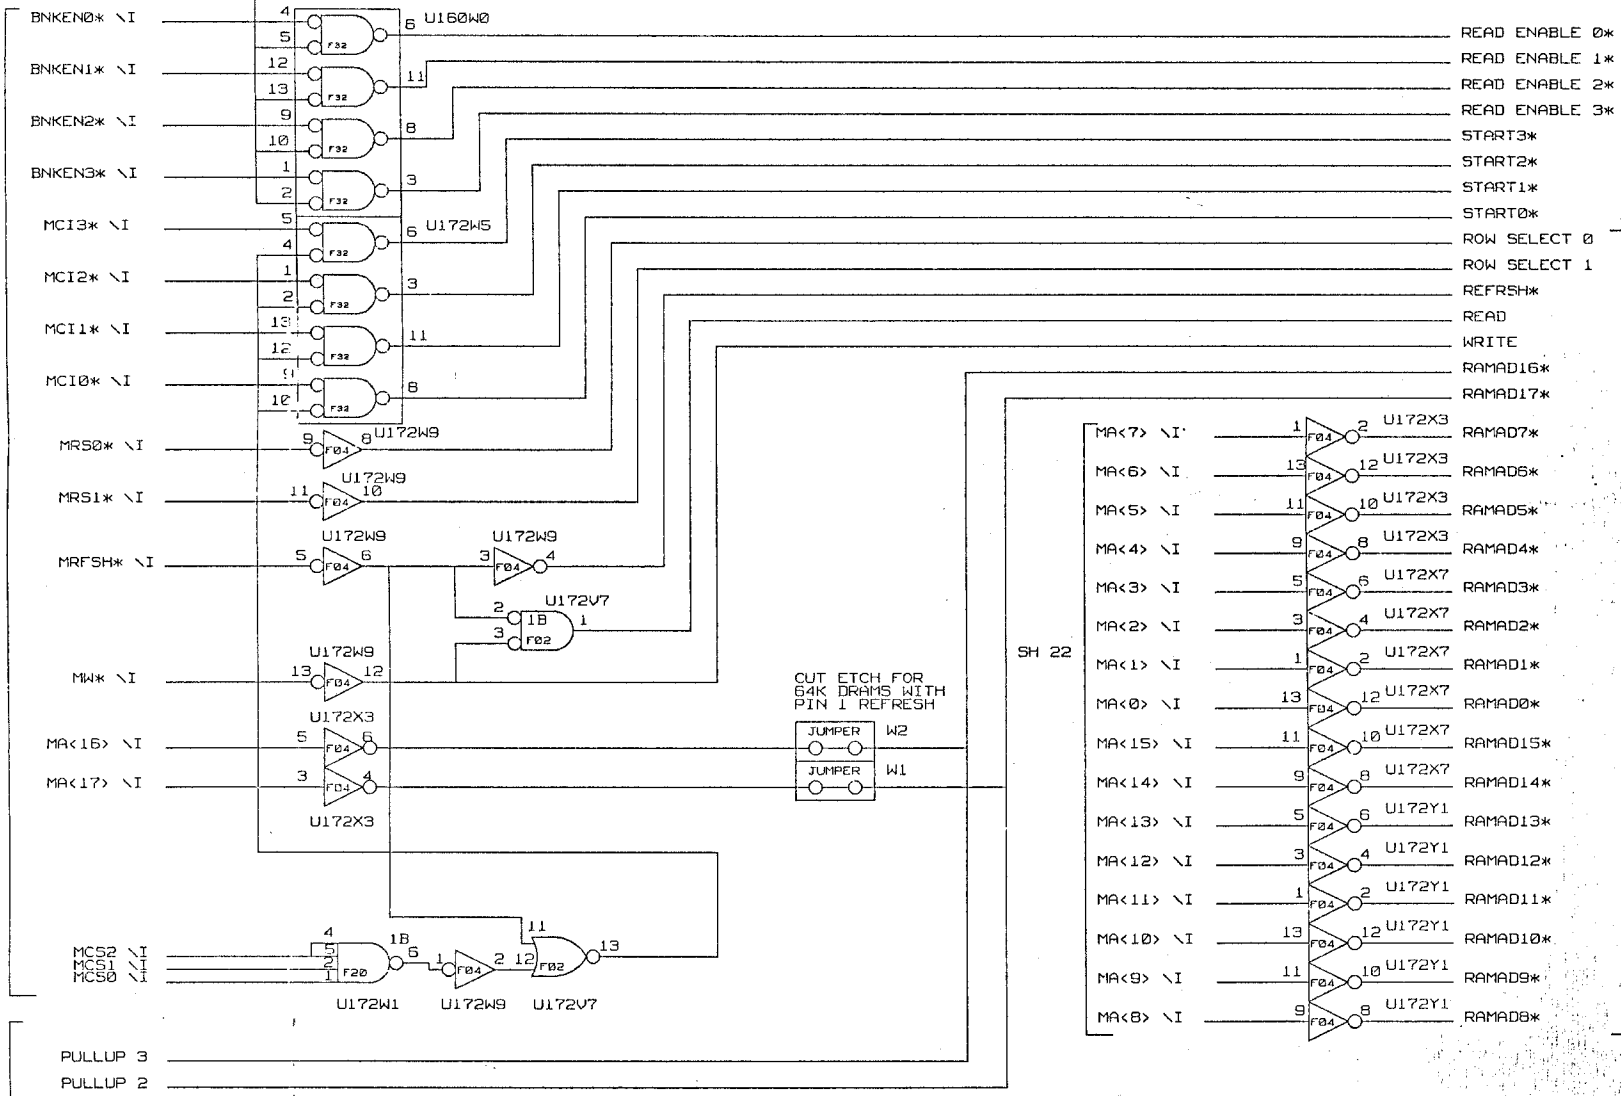 BNKEN0* \I 4 5 F32 6 U160W0 READ ENABLE 0*
BNKEN1* \I 12 13 F32 11 READ ENABLE 1*
BNKEN2* \I 9 10 F32 8 READ ENABLE 2*
BNKEN3* \I 1 2 F32 3 READ ENABLE 3*
MCI3* \I 5 4 F32 6 U172W5 START3*
MCI2* \I 1 2 F32 3 START2*
MCI1* \I 13 12 F32 11 START1*
MCI0* \I 9 10 F32 8 START0*
MRS0* \I 9 F04 8 U172W9 ROW SELECT 0
MRS1* \I 11 F04 10 U172W9 ROW SELECT 1
MRFSH* \I 5 F04 6 U172W9 3 F04 4 U172W9 REFRSH*
2 3 1B F02 1 U172V7 READ
MW* \I 13 F04 12 U172W9 WRITE
RAMAD16*
RAMAD17*
CUT ETCH FOR
64K DRAMS WITH
PIN 1 REFRESH
MA<16> \I 5 F04 6 U172X3 JUMPER W2
MA<17> \I 3 F04 4 U172X3 JUMPER W1
MCS2 \I 4 5
MCS1 \I 2
MCS0 \I 1
F20 1B 6 U172W1
1 F04 2 U172W9
11 12 F02 13 U172V7
PULLUP 3
PULLUP 2
SH 22
MA<7> \I 1 F04 2 U172X3 RAMAD7*
MA<6> \I 13 F04 12 U172X3 RAMAD6*
MA<5> \I 11 F04 10 U172X3 RAMAD5*
MA<4> \I 9 F04 8 U172X3 RAMAD4*
MA<3> \I 5 F04 6 U172X7 RAMAD3*
MA<2> \I 3 F04 4 U172X7 RAMAD2*
MA<1> \I 1 F04 2 U172X7 RAMAD1*
MA<0> \I 13 F04 12 U172X7 RAMAD0*
MA<15> \I 11 F04 10 U172X7 RAMAD15*
MA<14> \I 9 F04 8 U172X7 RAMAD14*
MA<13> \I 5 F04 6 U172Y1 RAMAD13*
MA<12> \I 3 F04 4 U172Y1 RAMAD12*
MA<11> \I 1 F04 2 U172Y1 RAMAD11*
MA<10> \I 13 F04 12 U172Y1 RAMAD10*
MA<9> \I 11 F04 10 U172Y1 RAMAD9*
MA<8> \I 9 F04 8 U172Y1 RAMAD8*